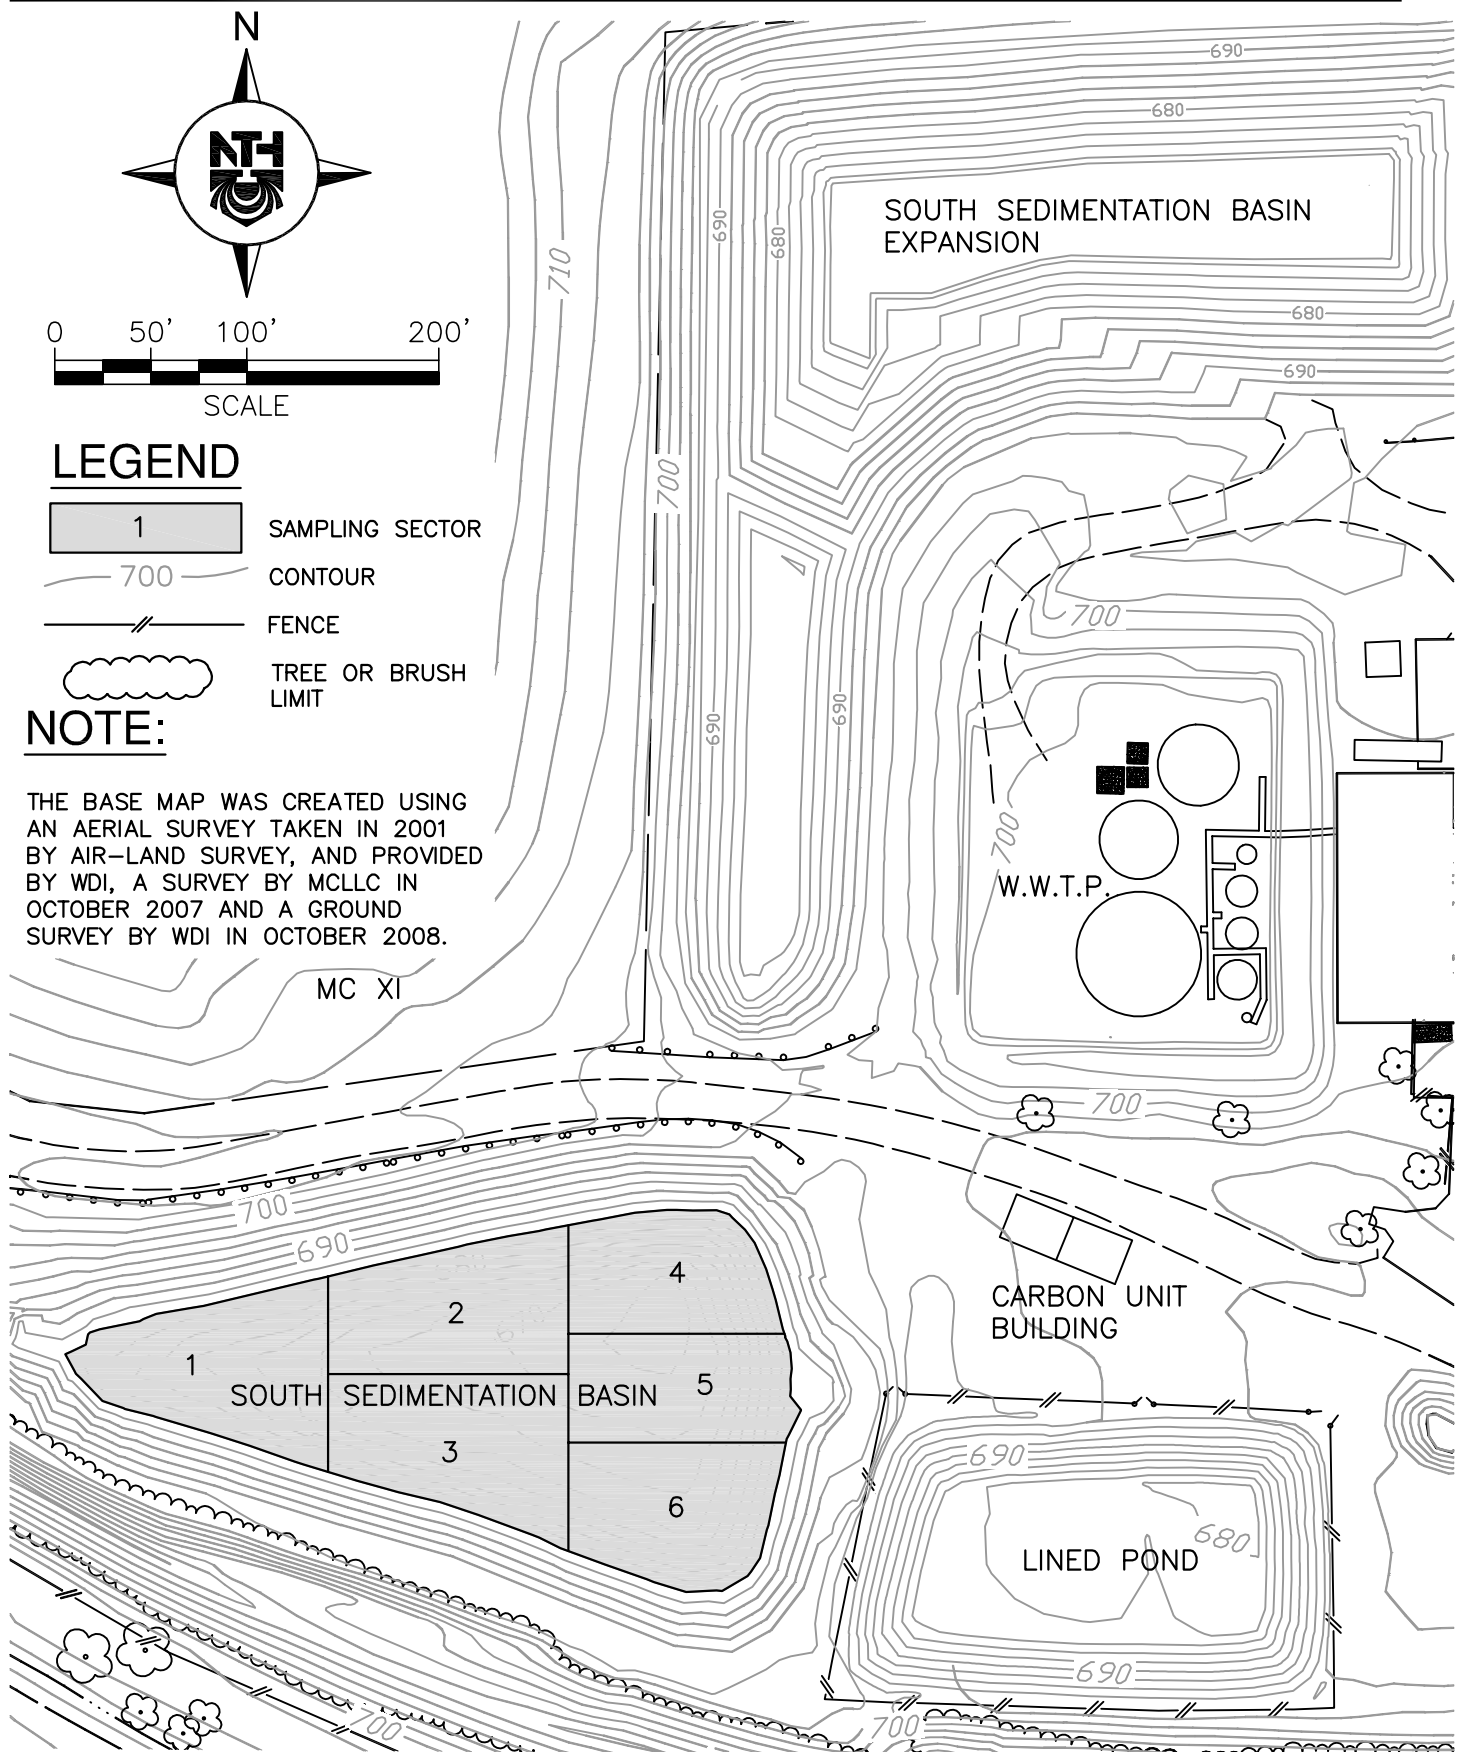 N
NTH
0 50' 100' 200'
SCALE
LEGEND
1 SAMPLING SECTOR
700 CONTOUR
FENCE
TREE OR BRUSH
LIMIT
NOTE:
THE BASE MAP WAS CREATED USING
AN AERIAL SURVEY TAKEN IN 2001
BY AIR-LAND SURVEY, AND PROVIDED
BY WDI, A SURVEY BY MCLLC IN
OCTOBER 2007 AND A GROUND
SURVEY BY WDI IN OCTOBER 2008.
MC XI
690
680
SOUTH SEDIMENTATION BASIN
EXPANSION
690
680
710
680
690
700
700
690
690
700
W.W.T.P.
700
700
690
4
2
CARBON UNIT
BUILDING
1
5
SOUTH SEDIMENTATION BASIN
3
690
6
680
LINED POND
690
700
700